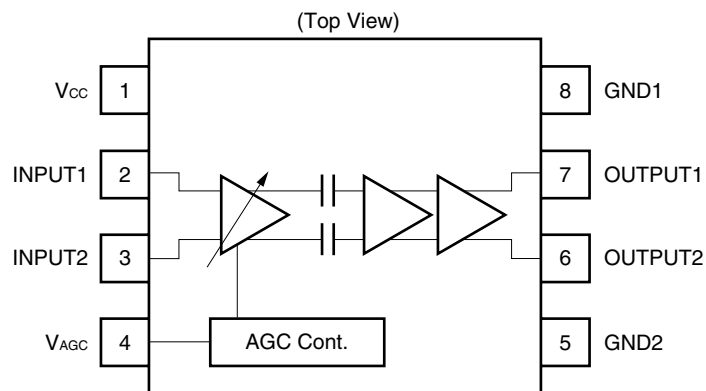 (Top View)
VCC 1 8 GND1
INPUT1 2 7 OUTPUT1
INPUT2 3 6 OUTPUT2
VAGC 4 AGC Cont. 5 GND2